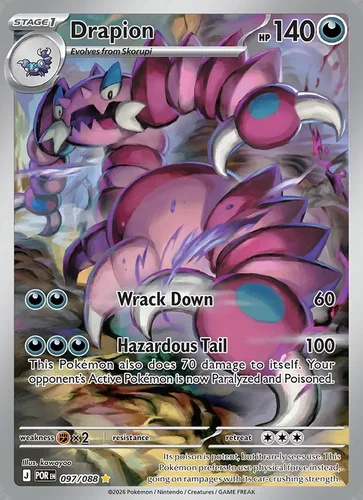 STAGE1
Drapion
HP 140
Evolves from Skorupi
Wrack Down 60
Hazardous Tail 100
This Pokémon also does 70 damage to itself. Your
opponent's Active Pokémon is now Paralyzed and Poisoned.
weakness ×2 resistance retreat
Illus. kawayoo
J POR EN 097/088
Its poison is potent, but it rarely sees use. This
Pokémon prefers to use physical force instead,
going on rampages with its car-crushing strength.
©2026 Pokémon / Nintendo / Creatures / GAME FREAK